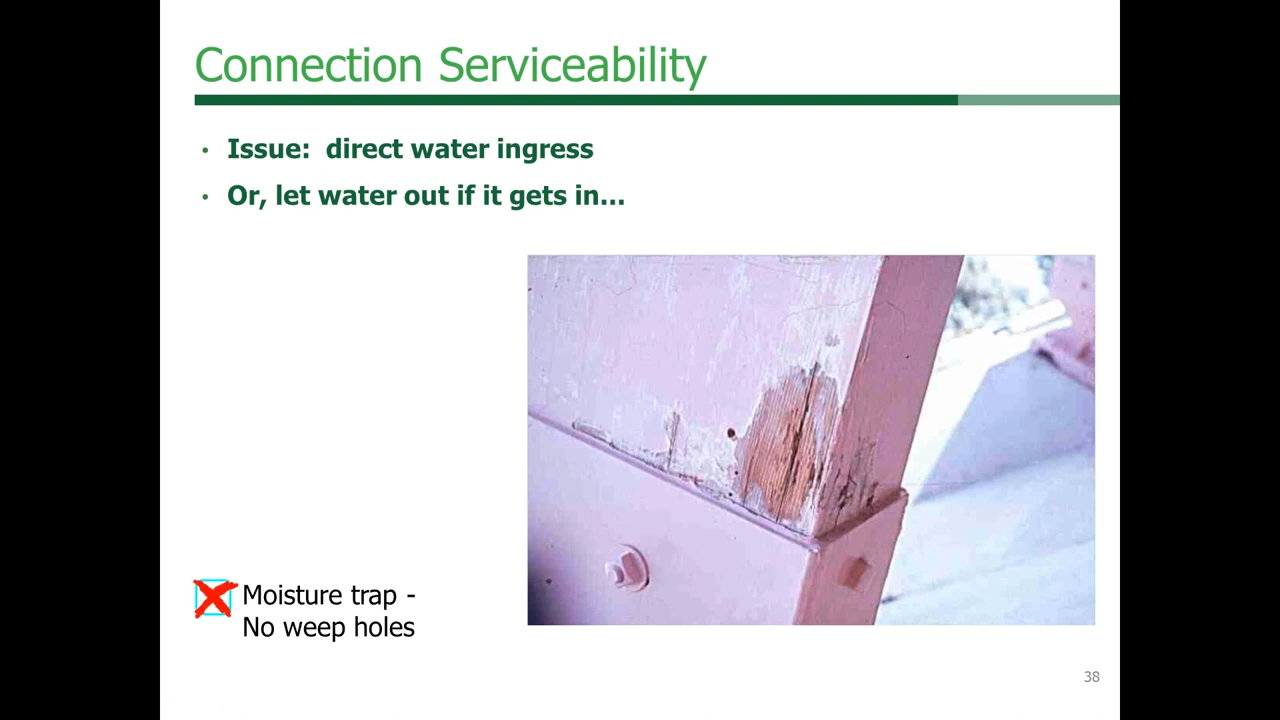 Connection Serviceability
• Issue:  direct water ingress
• Or, let water out if it gets in...
Moisture trap -
No weep holes
38